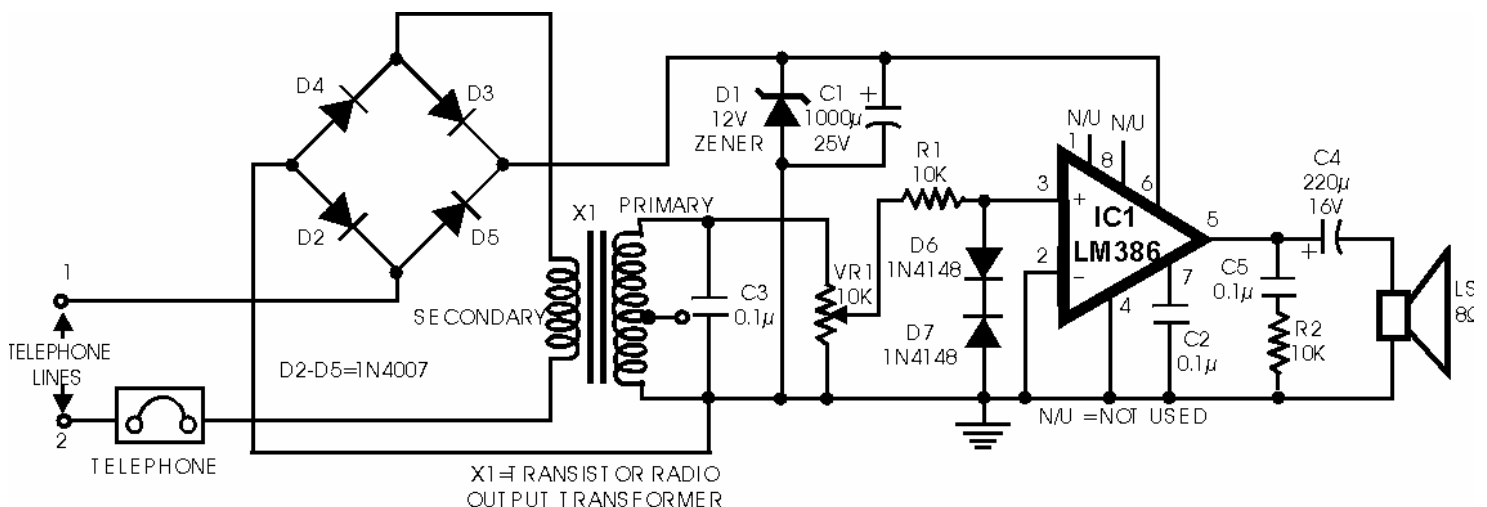 D4
D3
D2
D5
1
TELEPHONE
LINES
2
TELEPHONE
D2-D5=1N4007
SECONDARY
X1
PRIMARY
X1=TRANSISTOR RADIO
OUTPUT TRANSFORMER
C3
0.1µ
D1
12V
ZENER
+
C1
1000µ
25V
VR1
10K
R1
10K
D6
1N4148
D7
1N4148
N/U
N/U
1
8
6
3
+
2
−
IC1
LM386
5
7
4
C2
0.1µ
N/U =NOT USED
C5
0.1µ
R2
10K
C4
220µ
16V
+
LS
8Ω